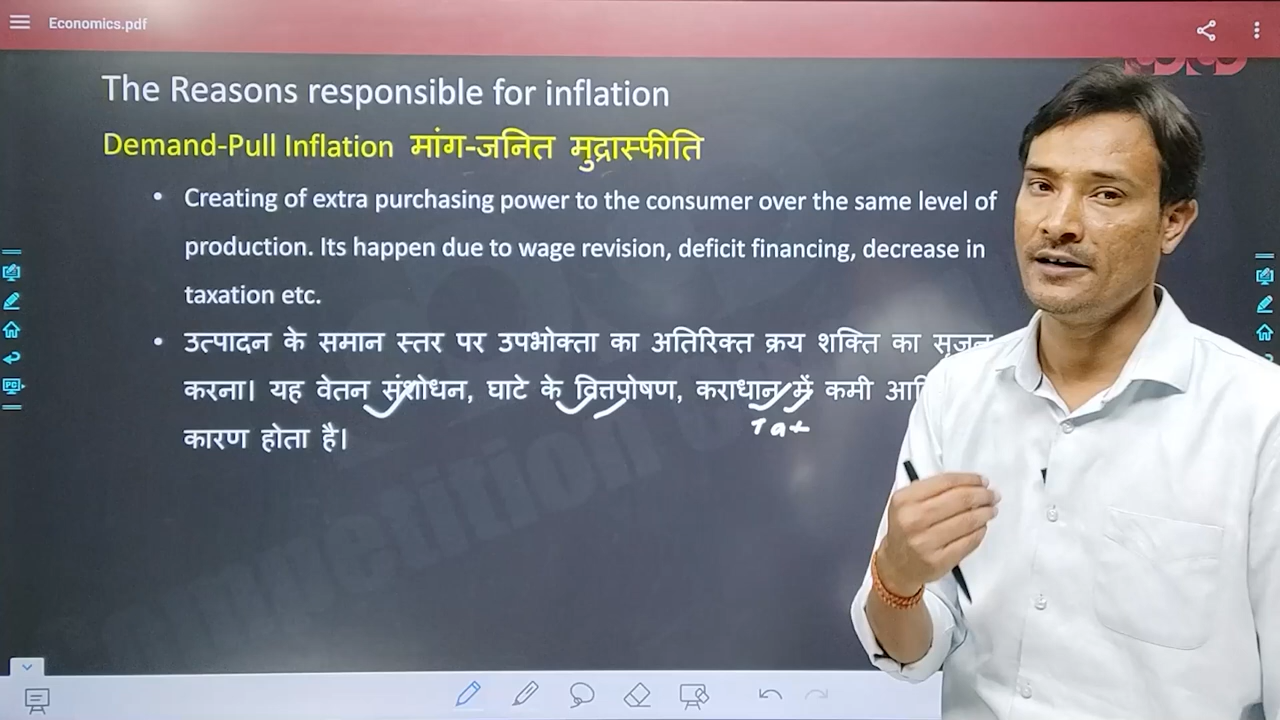 Economics.pdf
The Reasons responsible for inflation
Demand-Pull Inflation मांग-जनित मुद्रास्फीति
• Creating of extra purchasing power to the consumer over the same level of
production. Its happen due to wage revision, deficit financing, decrease in
taxation etc.
• उत्पादन के समान स्तर पर उपभोक्ता का अतिरिक्त क्रय शक्ति का सृजन
करना। यह वेतन संशोधन, घाटे के वित्तपोषण, कराधान में कमी
Tax
कारण होता है।
PC